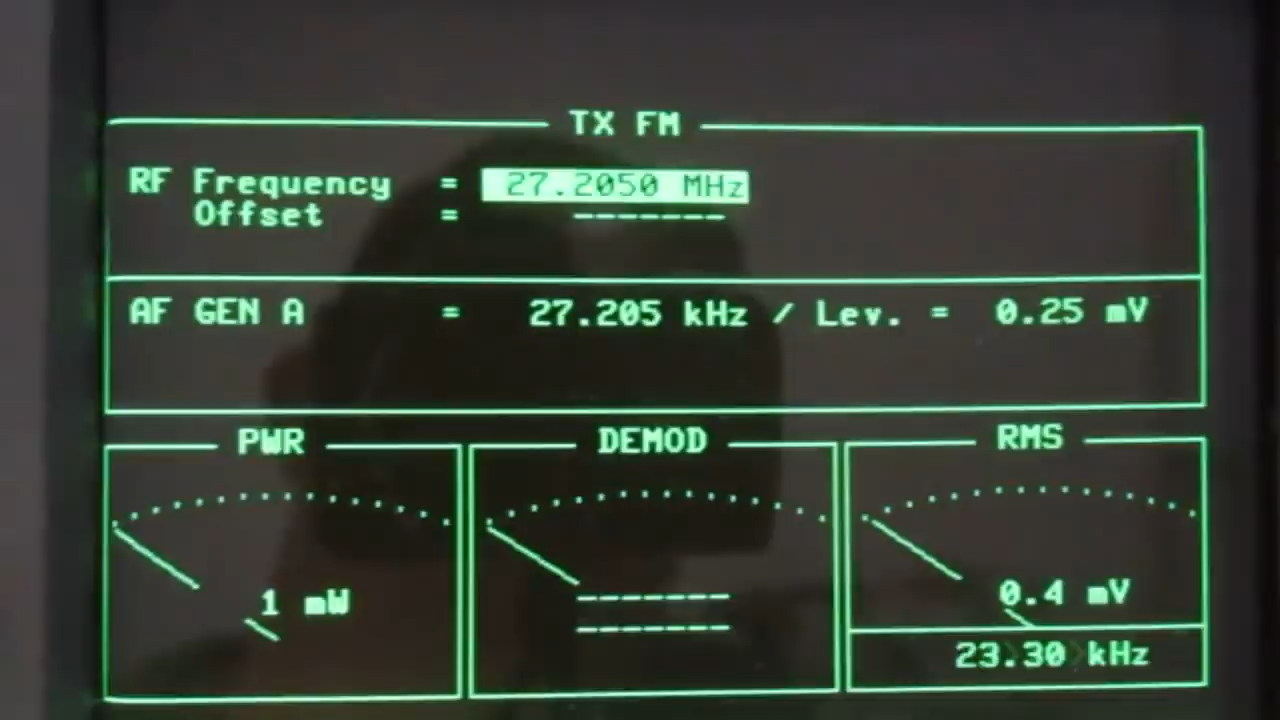 TX FM
RF Frequency = 27.2050 MHz
Offset = -------
AF GEN A = 27.205 kHz / Lev. = 0.25 mV
PWR DEMOD RMS
1 mW ------- 0.4 mV
-------
23.30 kHz